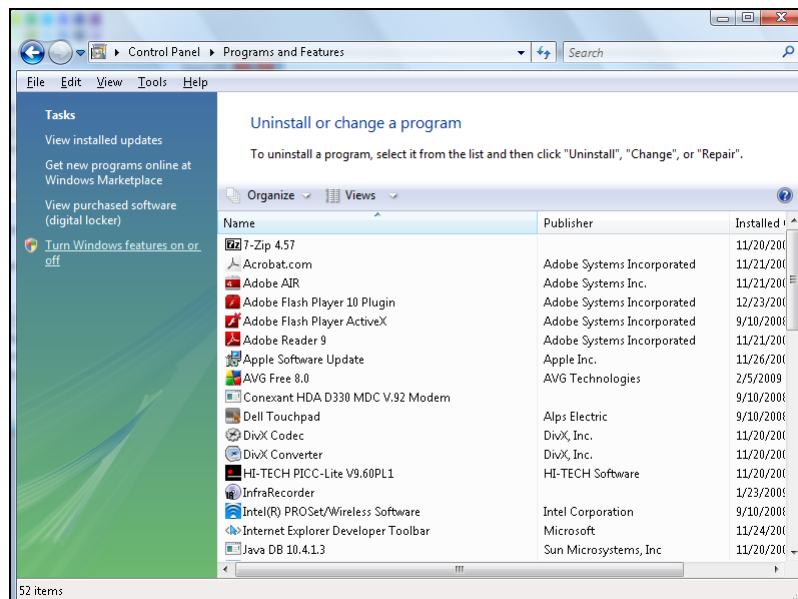 Control Panel Programs and Features Search
File Edit View Tools Help
Tasks
View installed updates
Get new programs online at
Windows Marketplace
View purchased software
(digital locker)
Turn Windows features on or
off
Uninstall or change a program
To uninstall a program, select it from the list and then click "Uninstall", "Change", or "Repair".
Organize Views
Name Publisher Installed
7-Zip 4.57 11/20/200
Acrobat.com Adobe Systems Incorporated 11/21/200
Adobe AIR Adobe Systems Inc. 11/21/200
Adobe Flash Player 10 Plugin Adobe Systems Incorporated 12/23/200
Adobe Flash Player ActiveX Adobe Systems Incorporated 9/10/2008
Adobe Reader 9 Adobe Systems Incorporated 11/21/200
Apple Software Update Apple Inc. 11/26/200
AVG Free 8.0 AVG Technologies 2/5/2009
Conexant HDA D330 MDC V.92 Modem 9/10/2008
Dell Touchpad Alps Electric 9/10/2008
DivX Codec DivX, Inc. 11/20/200
DivX Converter DivX, Inc. 11/20/200
HI-TECH PICC-Lite V9.60PL1 HI-TECH Software 11/20/200
InfraRecorder 1/23/2009
Intel(R) PROSet/Wireless Software Intel Corporation 9/10/2008
Internet Explorer Developer Toolbar Microsoft 11/24/200
Java DB 10.4.1.3 Sun Microsystems, Inc 11/20/200
52 items